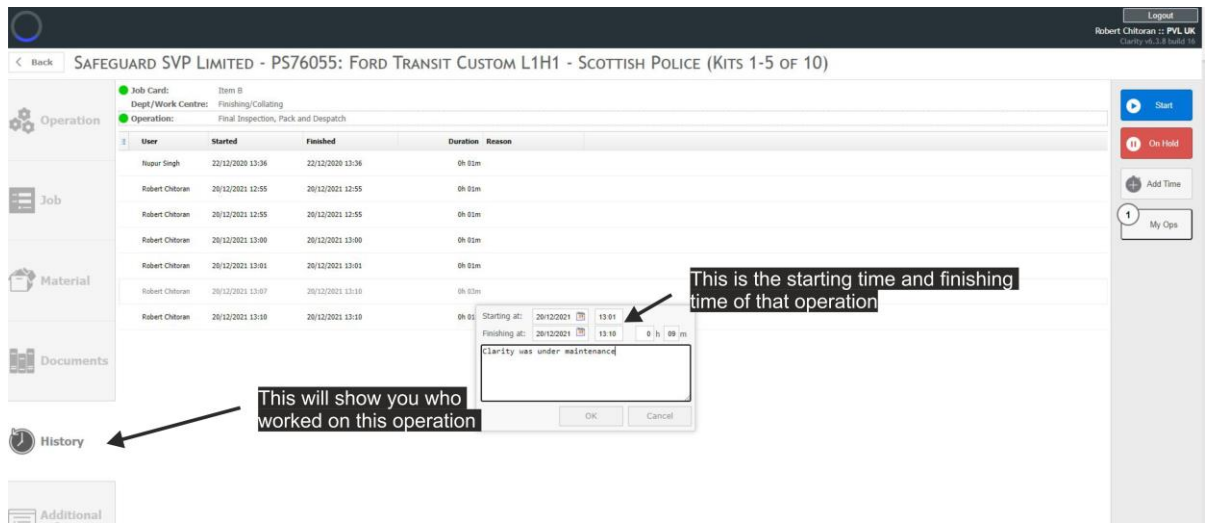 Logout
Robert Chitoran :: PVL UK
Clarity v6.3.8 build 16
Back
SAFEGUARD SVP LIMITED - PS76055: FORD TRANSIT CUSTOM L1H1 - SCOTTISH POLICE (KITS 1-5 OF 10)
Job Card: Item B
Dept/Work Centre: Finishing/Collating
Operation: Final Inspection, Pack and Despatch
User Started Finished Duration Reason
Nupur Singh 22/12/2020 13:36 22/12/2020 13:36 0h 01m
Robert Chitoran 20/12/2021 12:55 20/12/2021 12:55 0h 01m
Robert Chitoran 20/12/2021 12:55 20/12/2021 12:55 0h 01m
Robert Chitoran 20/12/2021 13:00 20/12/2021 13:00 0h 01m
Robert Chitoran 20/12/2021 13:01 20/12/2021 13:01 0h 01m
Robert Chitoran 20/12/2021 13:07 20/12/2021 13:10 0h 03m
Robert Chitoran 20/12/2021 13:10 20/12/2021 13:10 0h 01
Operation
Job
Material
Documents
History
Additional
Starting at: 20/12/2021 13:01
Finishing at: 20/12/2021 13:10 0 h 09 m
Clarity was under maintenance
OK Cancel
This is the starting time and finishing
time of that operation
This will show you who
worked on this operation
Start
On Hold
Add Time
1
My Ops